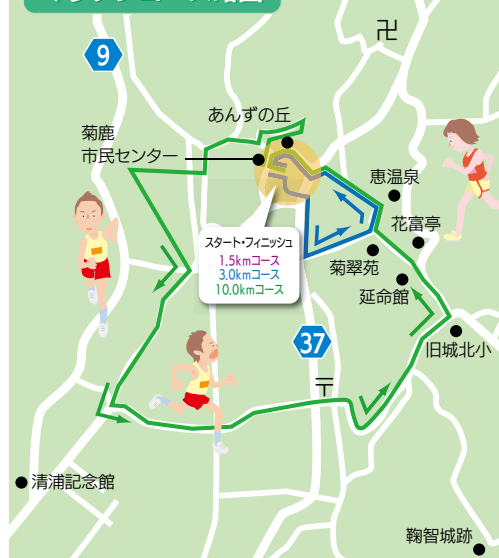 9
あんずの丘
菊鹿
市民センター
恵温泉
花富亭
スタート・フィニッシュ
1.5kmコース
3.0kmコース
10.0kmコース
菊翠苑
延命館
37
旧城北小
清浦記念館
鞠智城跡